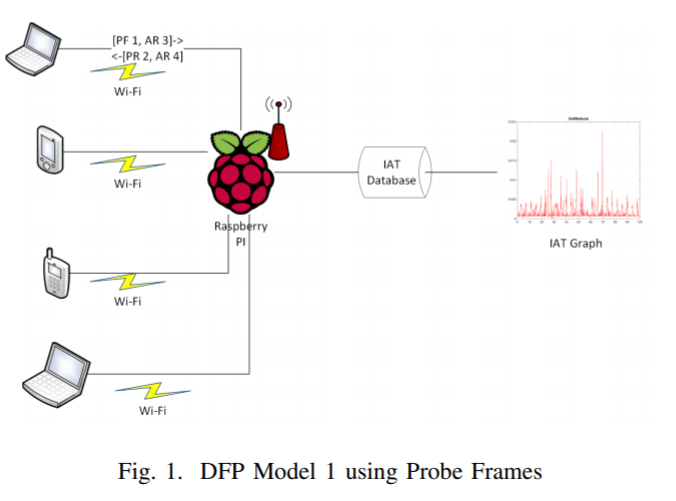 [PF 1, AR 3]->
<-[PR 2, AR 4]
Wi-Fi
Wi-Fi
Raspberry
PI
IAT
Database
IAT Graph
Wi-Fi
Wi-Fi
Fig. 1. DFP Model 1 using Probe Frames